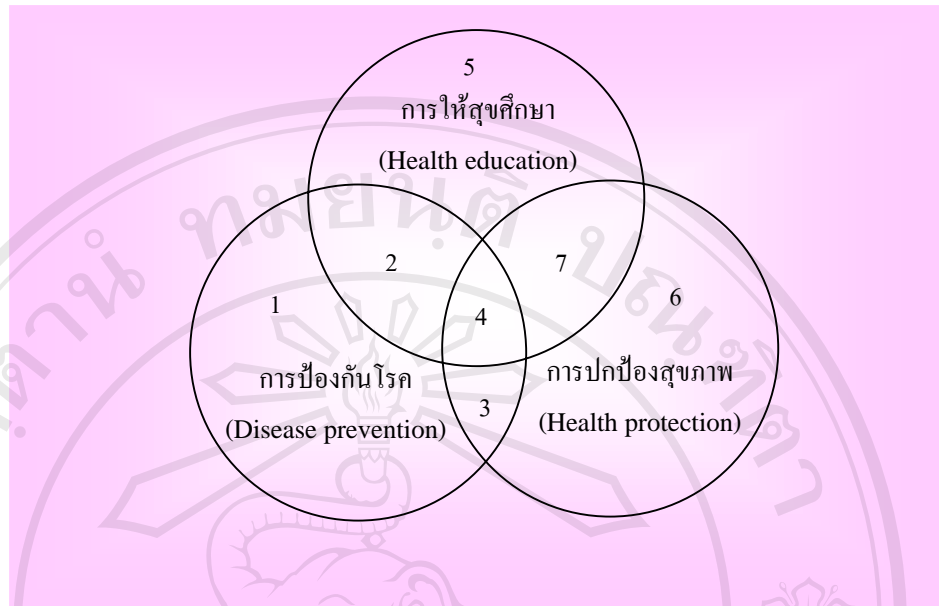 5
การให้สุขศึกษา
(Health education)
2
7
1
6
4
การป้องกันโรค
(Disease prevention)
การปกป้องสุขภาพ
(Health protection)
3